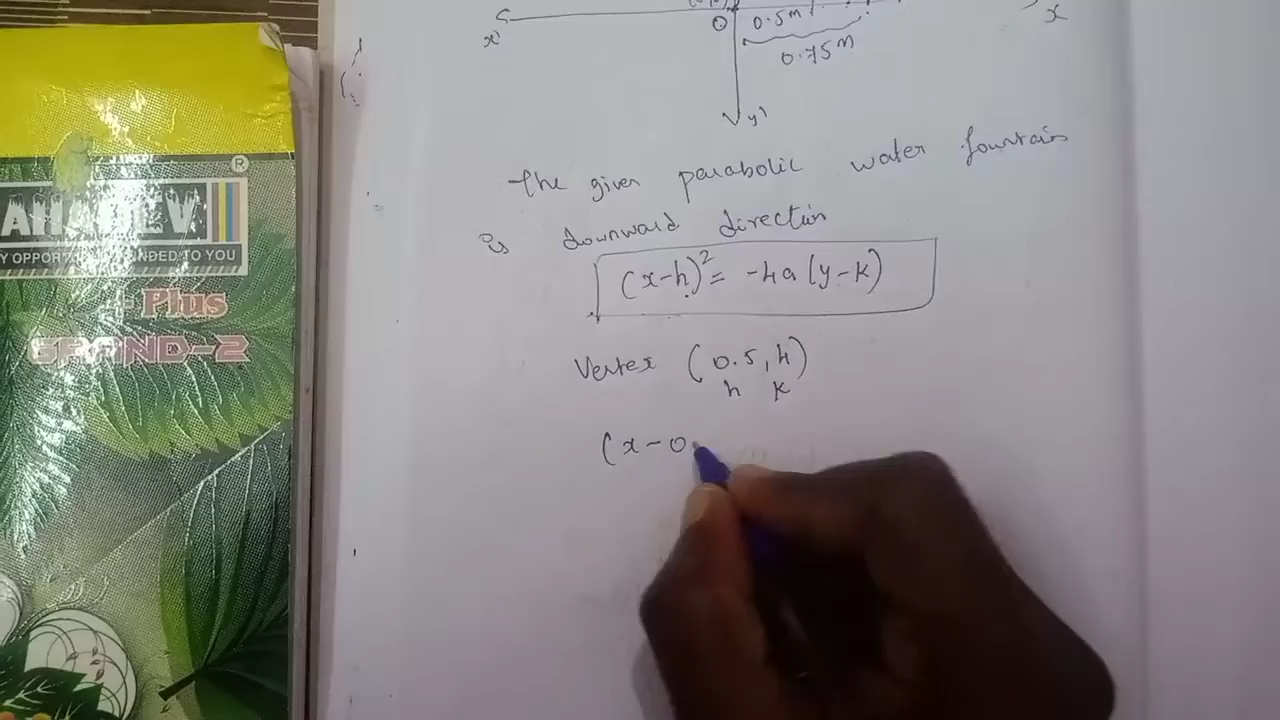 x'
O
0.5m
x
0.75m
y'
The given parabolic water fountain
is downward direction
(x-h)² = -4a (y-k)
Vertex (0.5, 4)
h k
(x-0.
®
Plus
GRAND-2